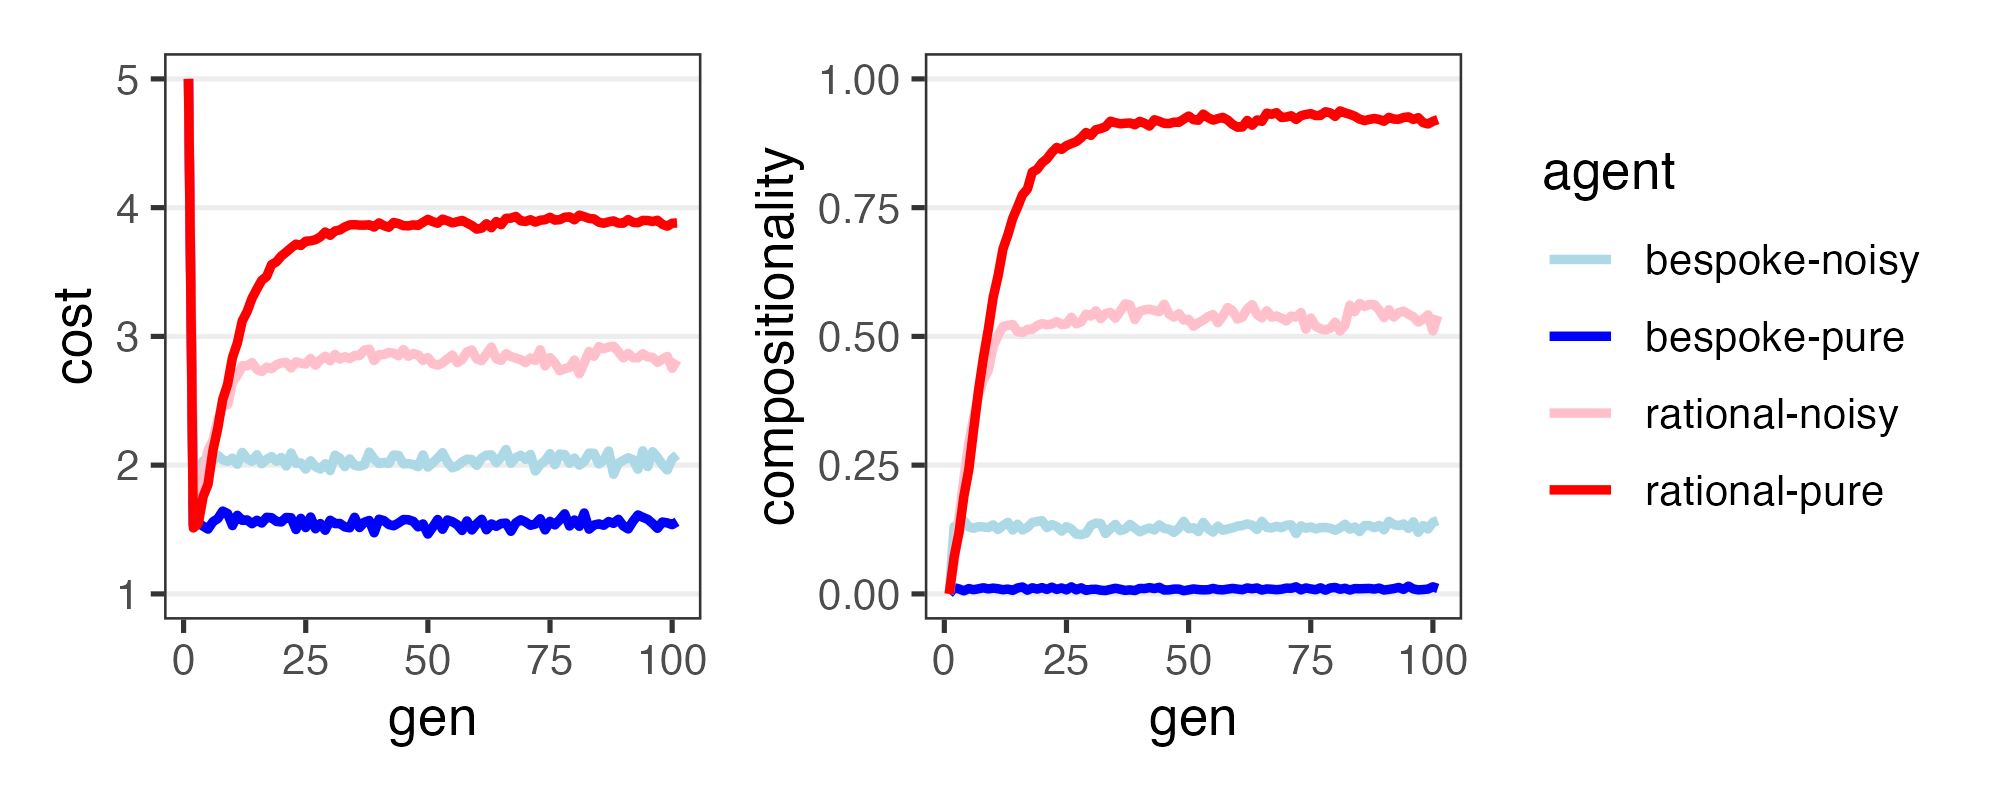 cost
5
4
3
2
1
0 25 50 75 100
gen
compositionality
1.00
0.75
0.50
0.25
0.00
0 25 50 75 100
gen
agent
bespoke-noisy
bespoke-pure
rational-noisy
rational-pure